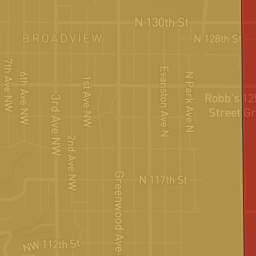 N 130th St
BROADVIEW
N 128th St
7th Ave NW
6th Ave NW
1st Ave NW
Evanston Ave N
N Park Ave N
3rd Ave NW
Robb's 125
Street Gr
2nd Ave NW
Greenwood Ave
N 117th St
NW 112th St